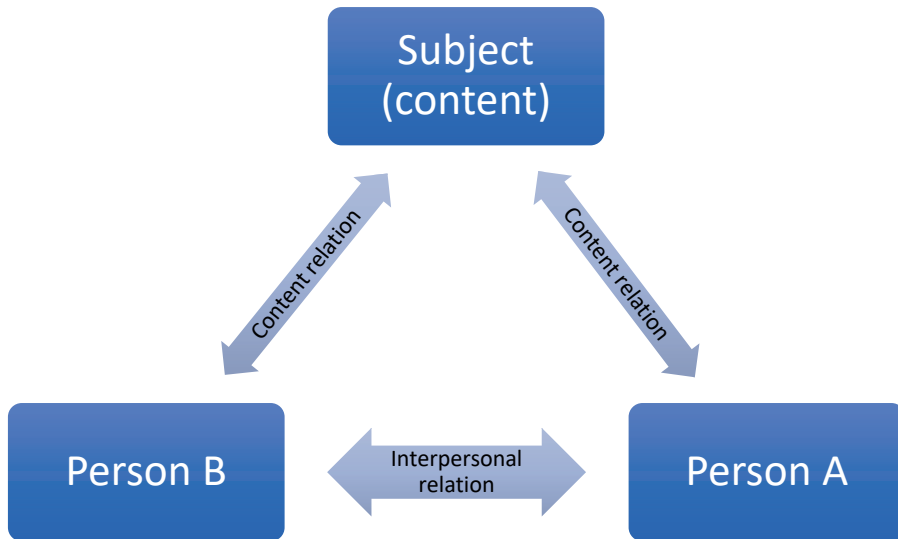 Subject
(content)
Content relation
Content relation
Person B
Interpersonal
relation
Person A